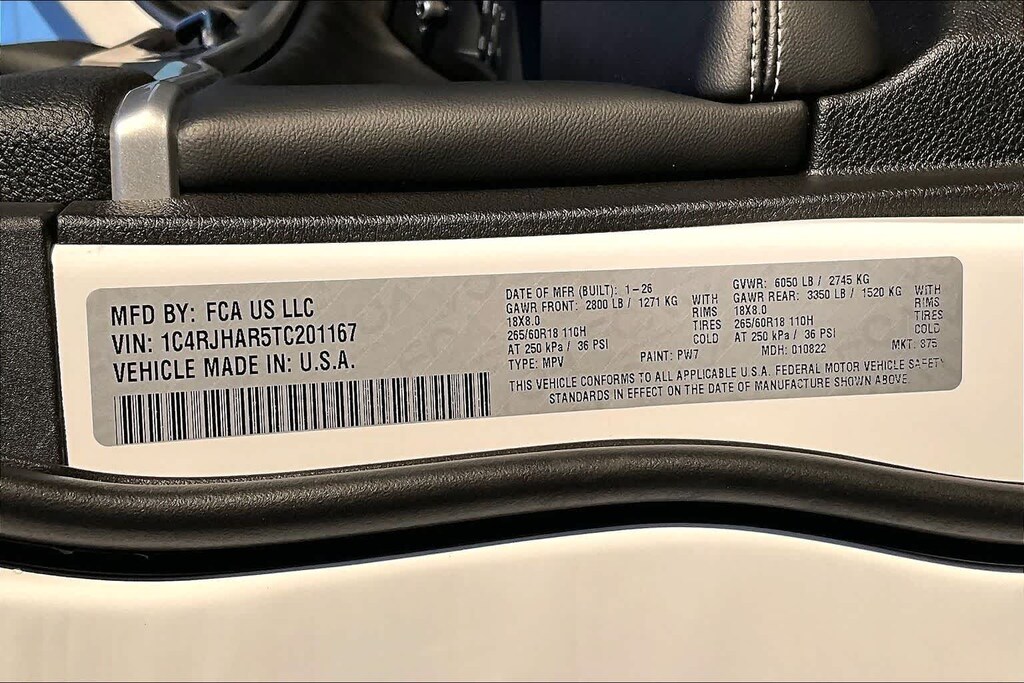 MFD BY: FCA US LLC
VIN: 1C4RJHAR5TC201167
VEHICLE MADE IN: U.S.A.
DATE OF MFR (BUILT): 1-26
GAWR FRONT: 2800 LB / 1271 KG WITH
18X8.0 RIMS
265/60R18 110H TIRES
AT 250 kPa / 36 PSI COLD
TYPE: MPV PAINT: PW7
GVWR: 6050 LB / 2745 KG
GAWR REAR: 3350 LB / 1520 KG WITH
18X8.0 RIMS
265/60R18 110H TIRES
AT 250 kPa / 36 PSI COLD
MDH: 010822 MKT: 875
THIS VEHICLE CONFORMS TO ALL APPLICABLE U.S.A. FEDERAL MOTOR VEHICLE SAFETY
STANDARDS IN EFFECT ON THE DATE OF MANUFACTURE SHOWN ABOVE.